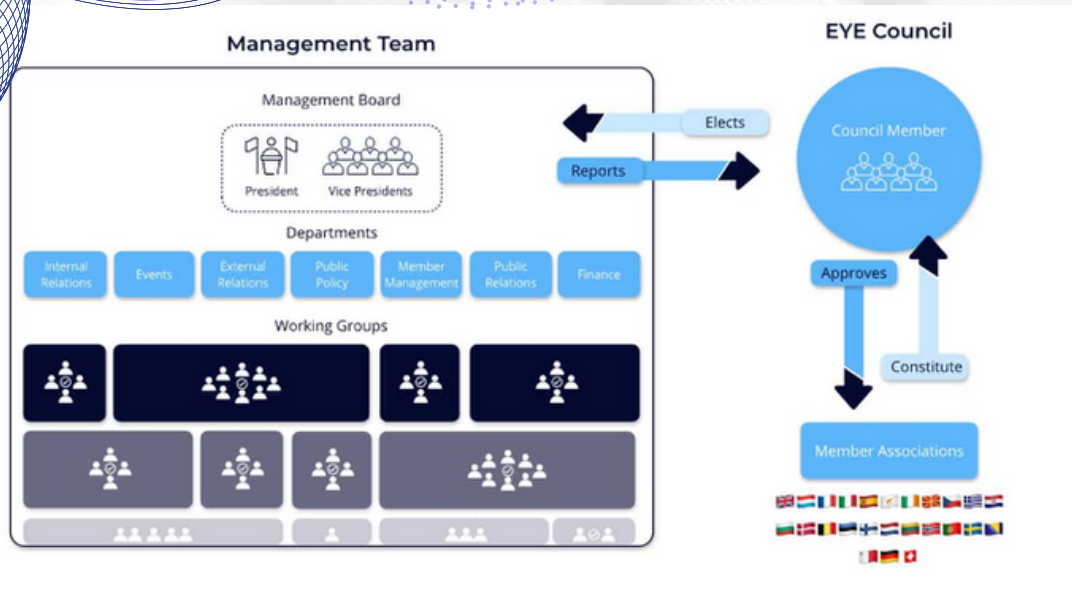 Management Team
EYE Council
Management Board
President
Vice Presidents
Elects
Reports
Council Member
Departments
Internal
Relations
Events
External
Relations
Public
Policy
Member
Management
Public
Relations
Finance
Approves
Working Groups
Constitute
Member Associations